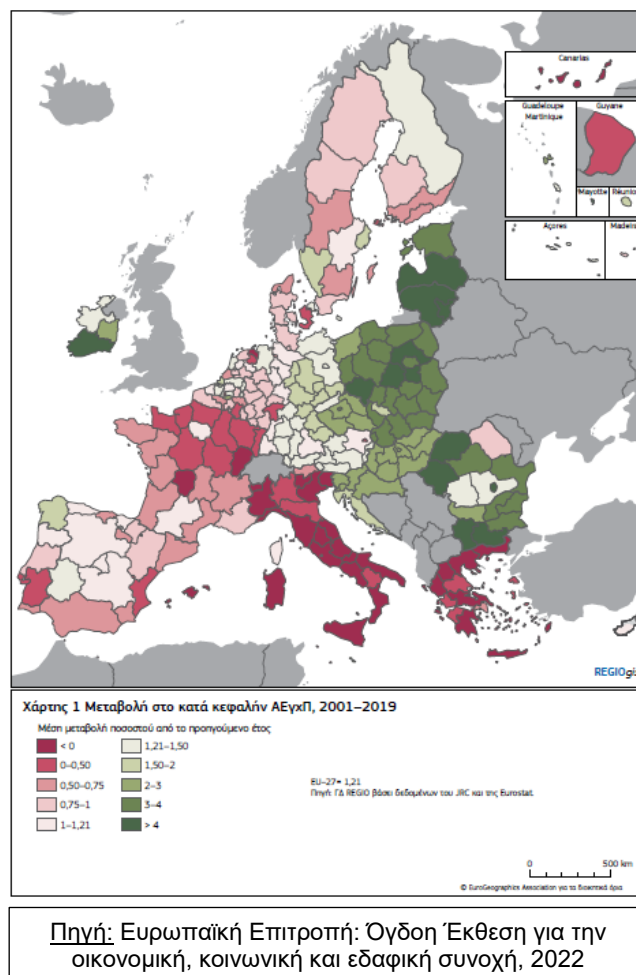 Canarias
Guadeloupe
Martinique
Guyane
Mayotte
Réunion
Açores
Madeira
REGIOgis
Χάρτης 1 Μεταβολή στο κατά κεφαλήν ΑΕγχΠ, 2001–2019
Μέση μεταβολή ποσοστού από το προηγούμενο έτος
< 0
0–0,50
0,50–0,75
0,75–1
1–1,21
1,21–1,50
1,50–2
2–3
3–4
> 4
EU-27= 1,21
Πηγή: ΓΔ REGIO βάσει δεδομένων του JRC και της Eurostat.
0 500 km
© EuroGeographics Association για τα διοικητικά όρια
Πηγή: Ευρωπαϊκή Επιτροπή: Όγδοη Έκθεση για την
οικονομική, κοινωνική και εδαφική συνοχή, 2022